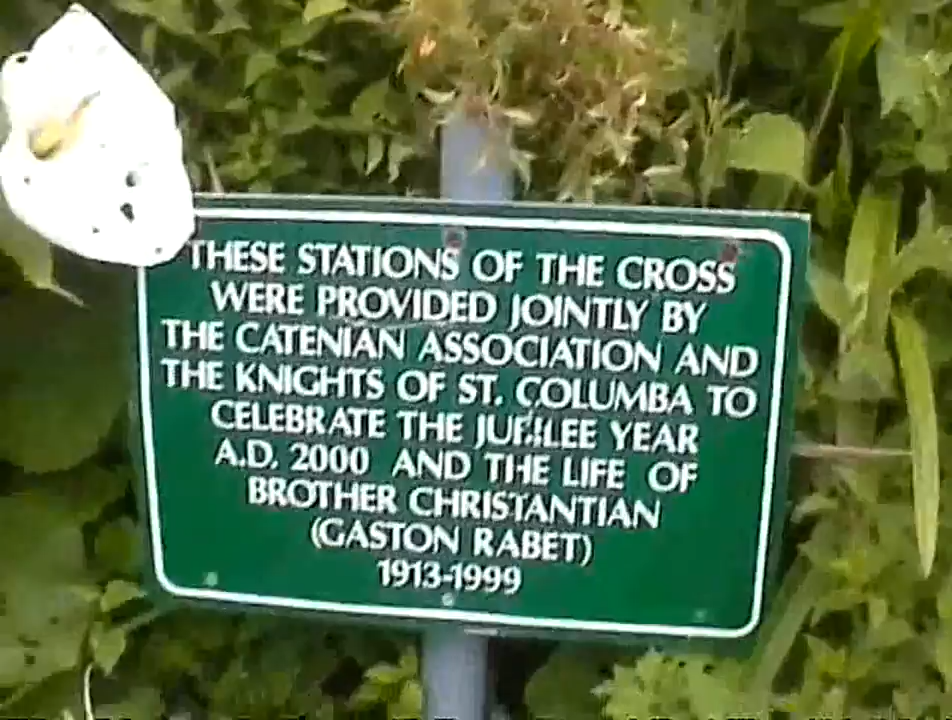 THESE STATIONS OF THE CROSS
WERE PROVIDED JOINTLY BY
THE CATENIAN ASSOCIATION AND
THE KNIGHTS OF ST. COLUMBA TO
CELEBRATE THE JUBILEE YEAR
A.D. 2000 AND THE LIFE OF
BROTHER CHRISTANTIAN
(GASTON RABET)
1913-1999